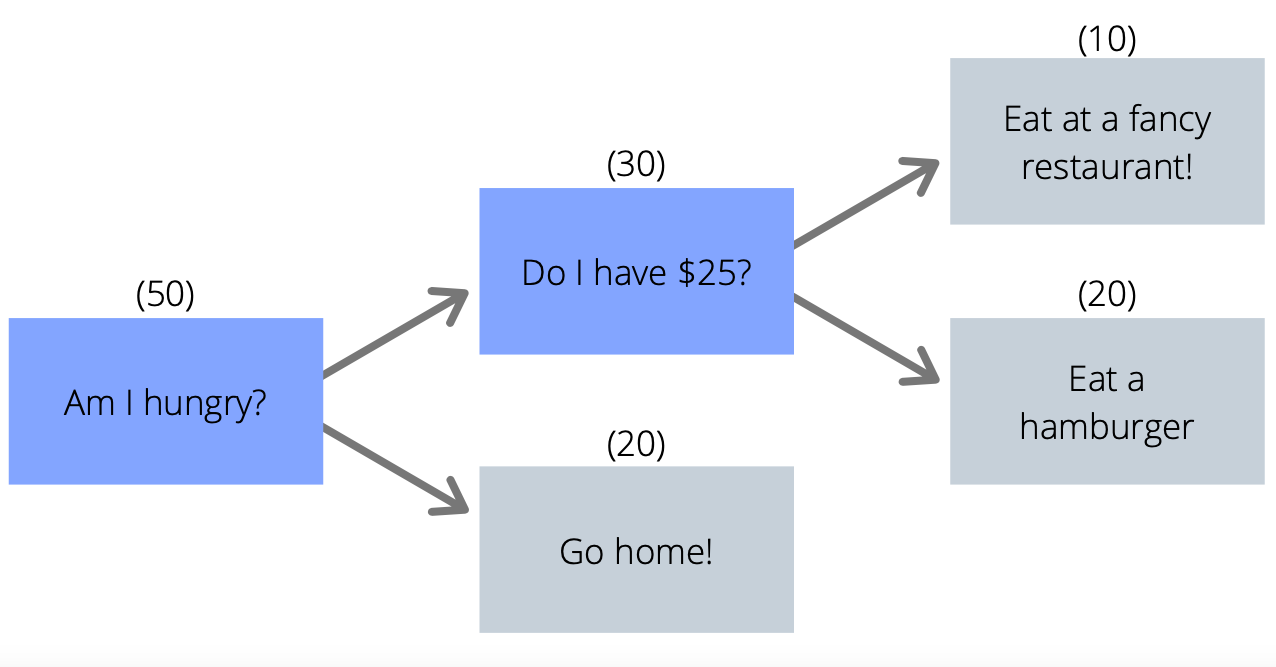 (50)
Am I hungry?
(30)
Do I have $25?
(20)
Go home!
(10)
Eat at a fancy
restaurant!
(20)
Eat a
hamburger